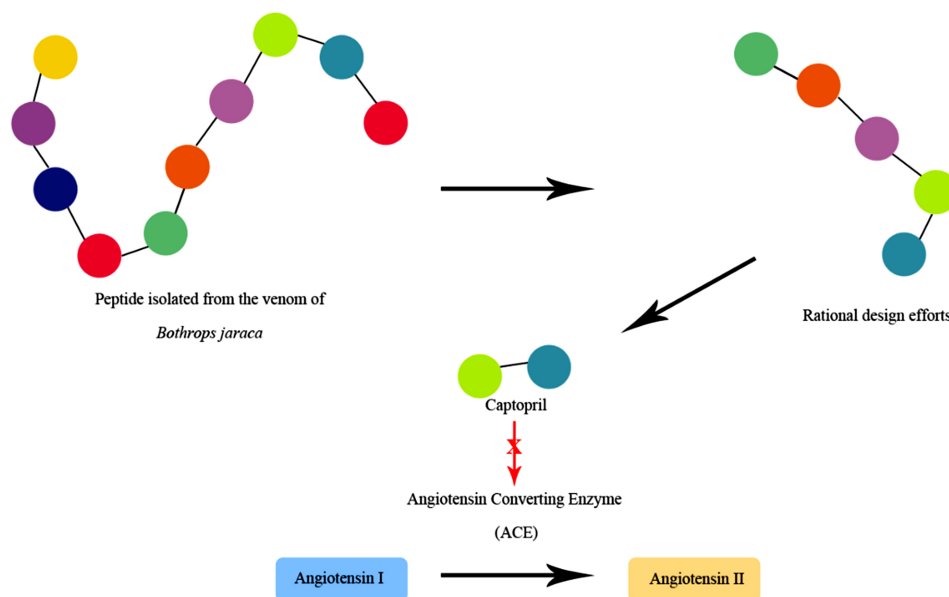 Peptide isolated from the venom of
Bothrops jaraca
Rational design efforts
Captopril
X
Angiotensin Converting Enzyme
(ACE)
Angiotensin I
Angiotensin II